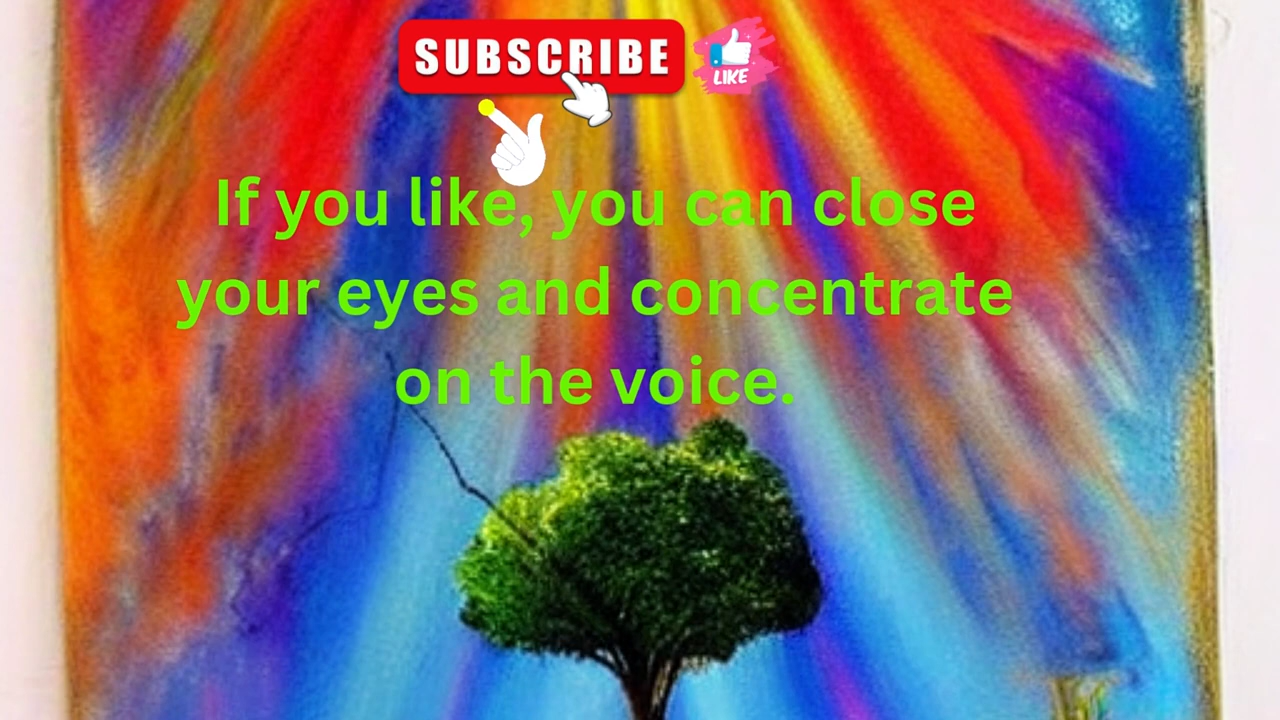 SUBSCRIBE
LIKE
If you like, you can close
your eyes and concentrate
on the voice.